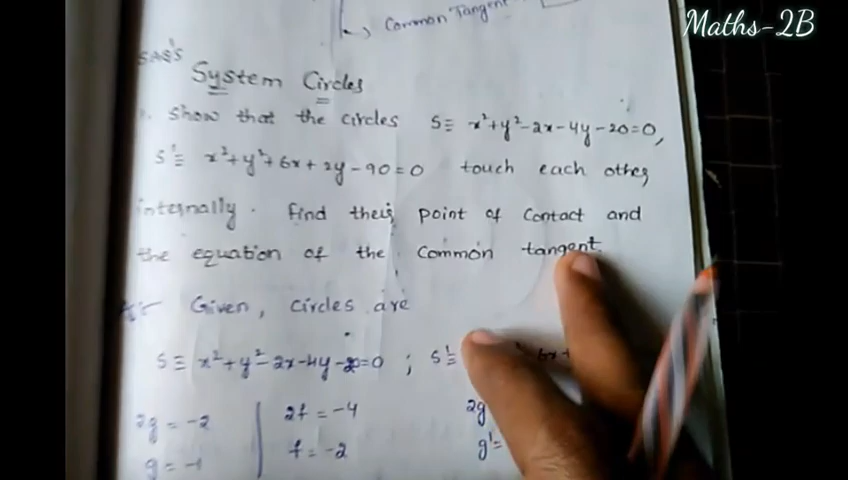 Common Tangent
Maths-2B
SAQ's
System Circles
1. Show that the circles S≡ x²+y²-2x-4y-20=0,
S'≡ x²+y²+6x+2y-90=0 touch each other
internally. Find their point of Contact and
the equation of the Common tangent.
Given, circles are
S ≡ x²+y²-2x-4y-20=0 ; S'≡
2g = -2 2f = -4 2g
g = -1 f = -2 g'=